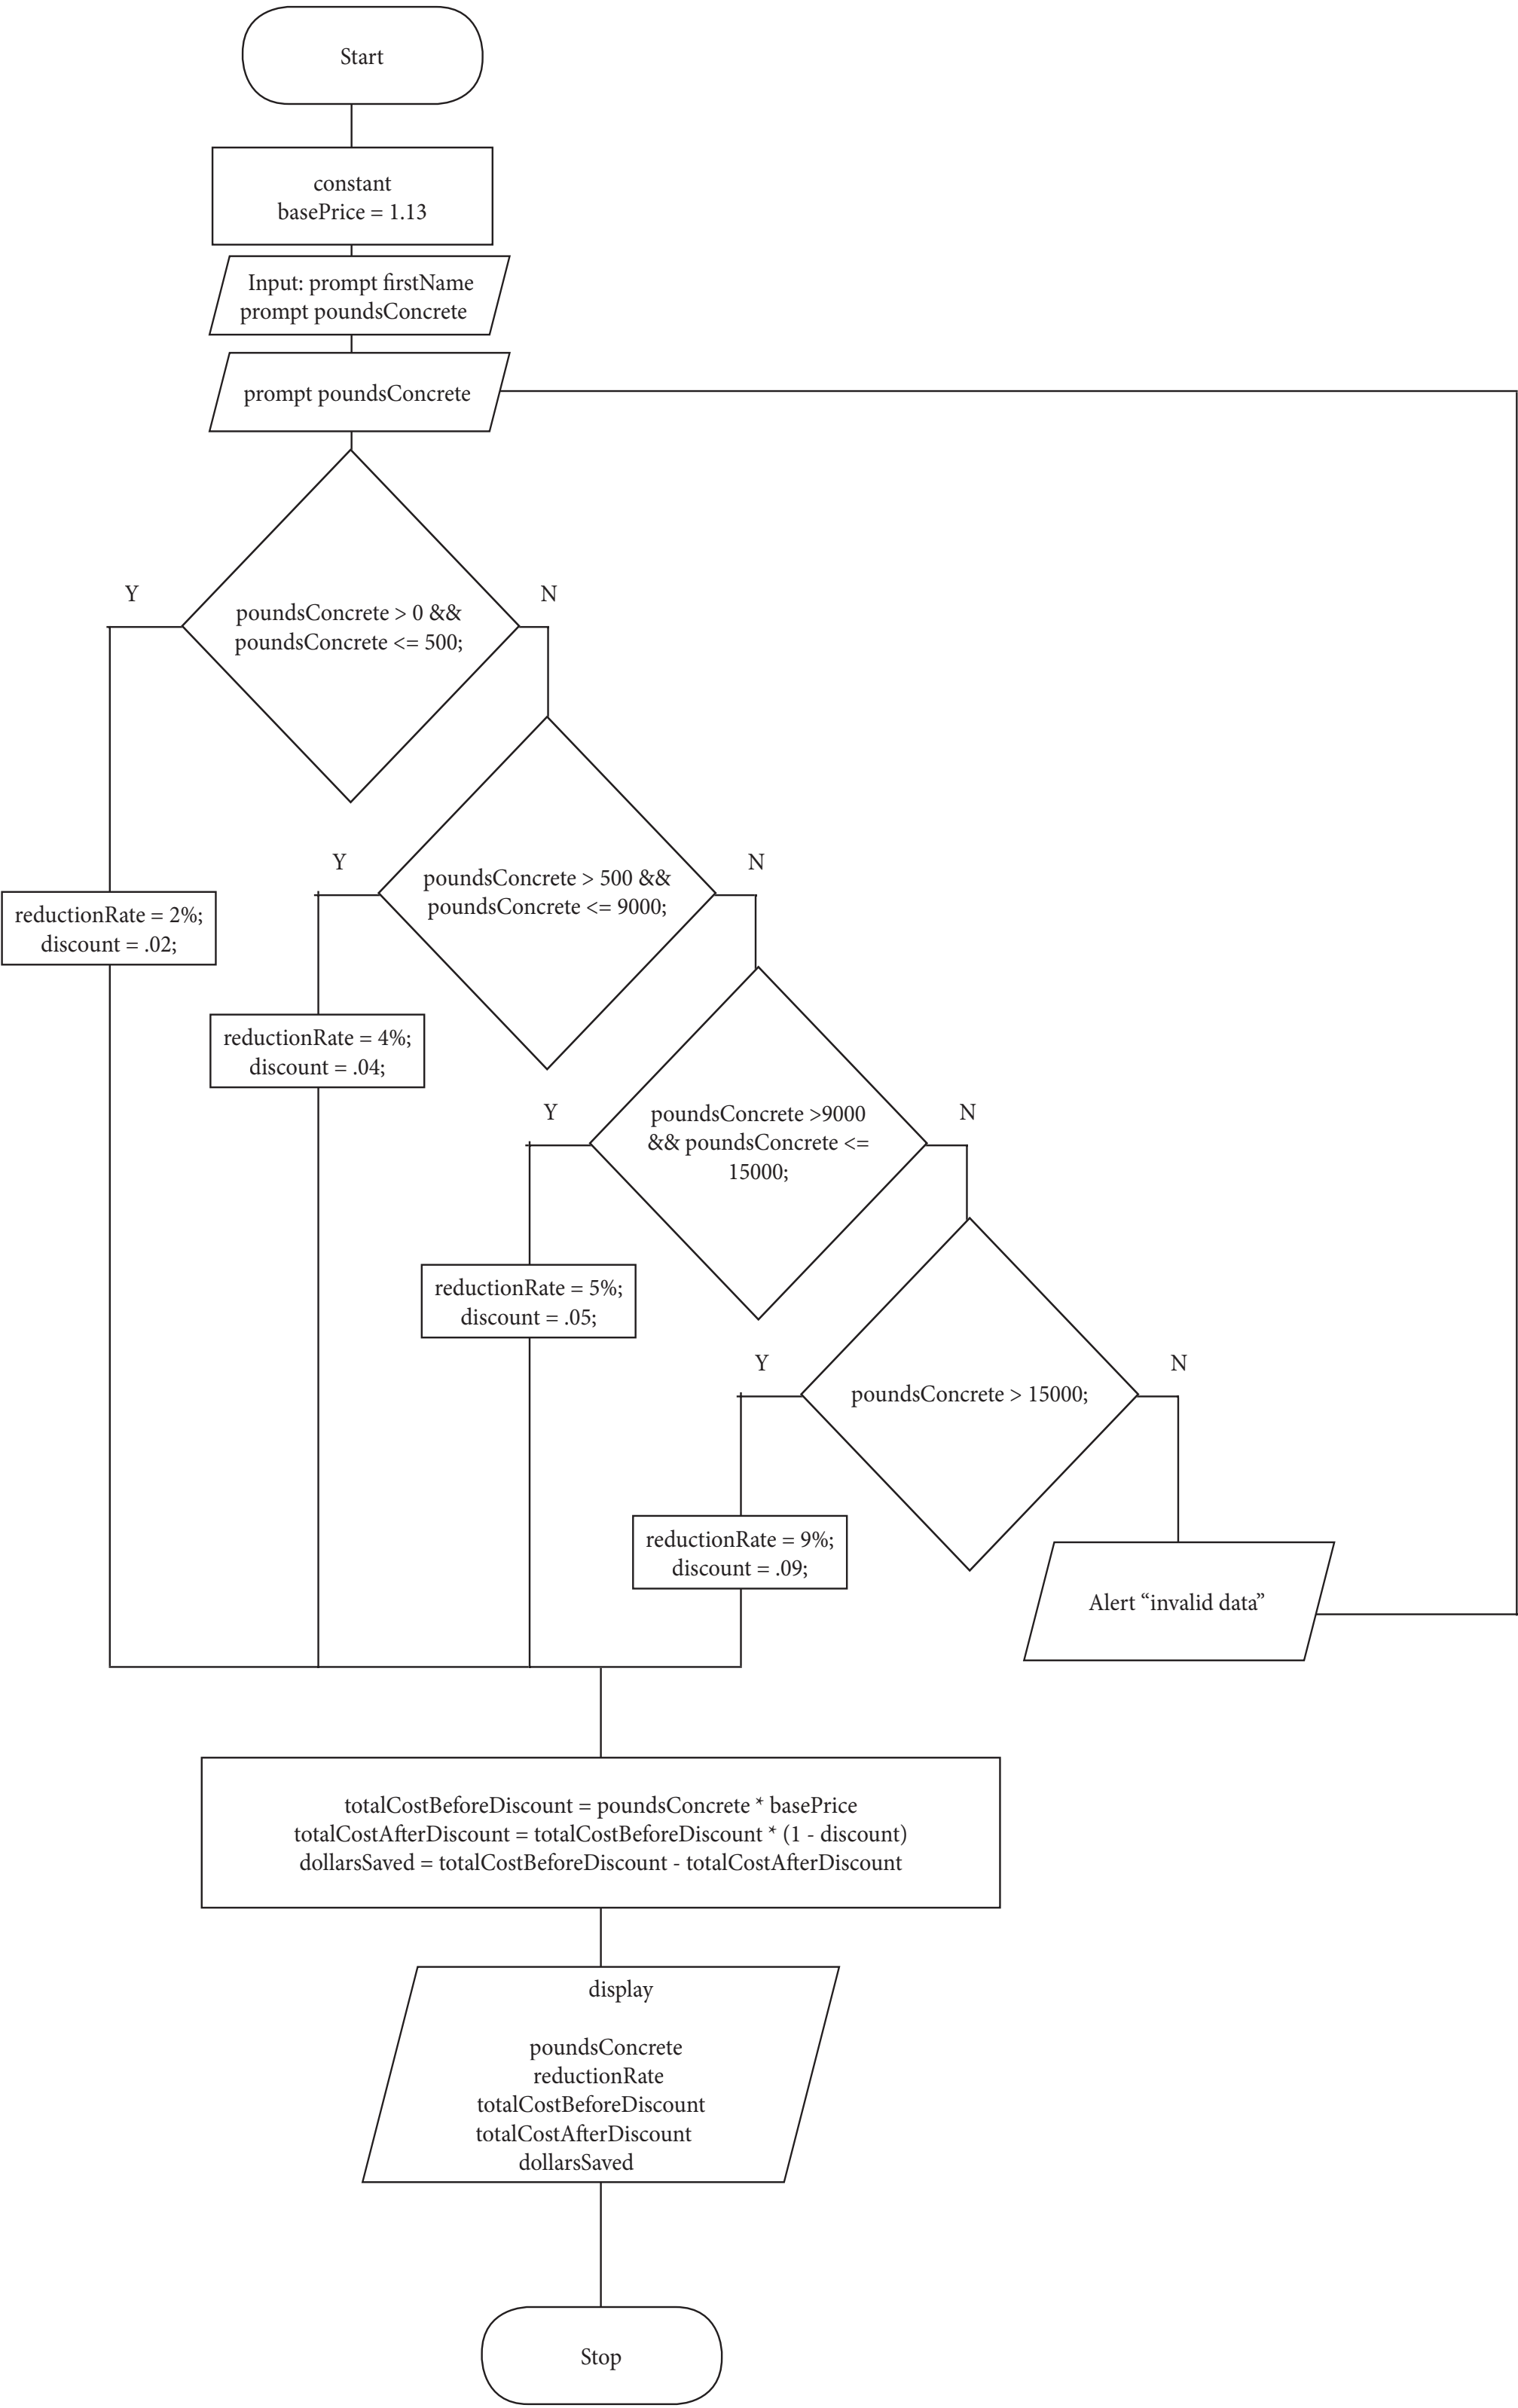 Start
constant
basePrice = 1.13
Input: prompt firstName
prompt poundsConcrete
prompt poundsConcrete
Y
N
poundsConcrete > 0 &&
poundsConcrete <= 500;
Y
N
poundsConcrete > 500 &&
poundsConcrete <= 9000;
reductionRate = 2%;
discount = .02;
reductionRate = 4%;
discount = .04;
Y
N
poundsConcrete >9000
&& poundsConcrete <=
15000;
reductionRate = 5%;
discount = .05;
Y
N
poundsConcrete > 15000;
reductionRate = 9%;
discount = .09;
Alert “invalid data”
totalCostBeforeDiscount = poundsConcrete * basePrice
totalCostAfterDiscount = totalCostBeforeDiscount * (1 - discount)
dollarsSaved = totalCostBeforeDiscount - totalCostAfterDiscount
display
poundsConcrete
reductionRate
totalCostBeforeDiscount
totalCostAfterDiscount
dollarsSaved
Stop